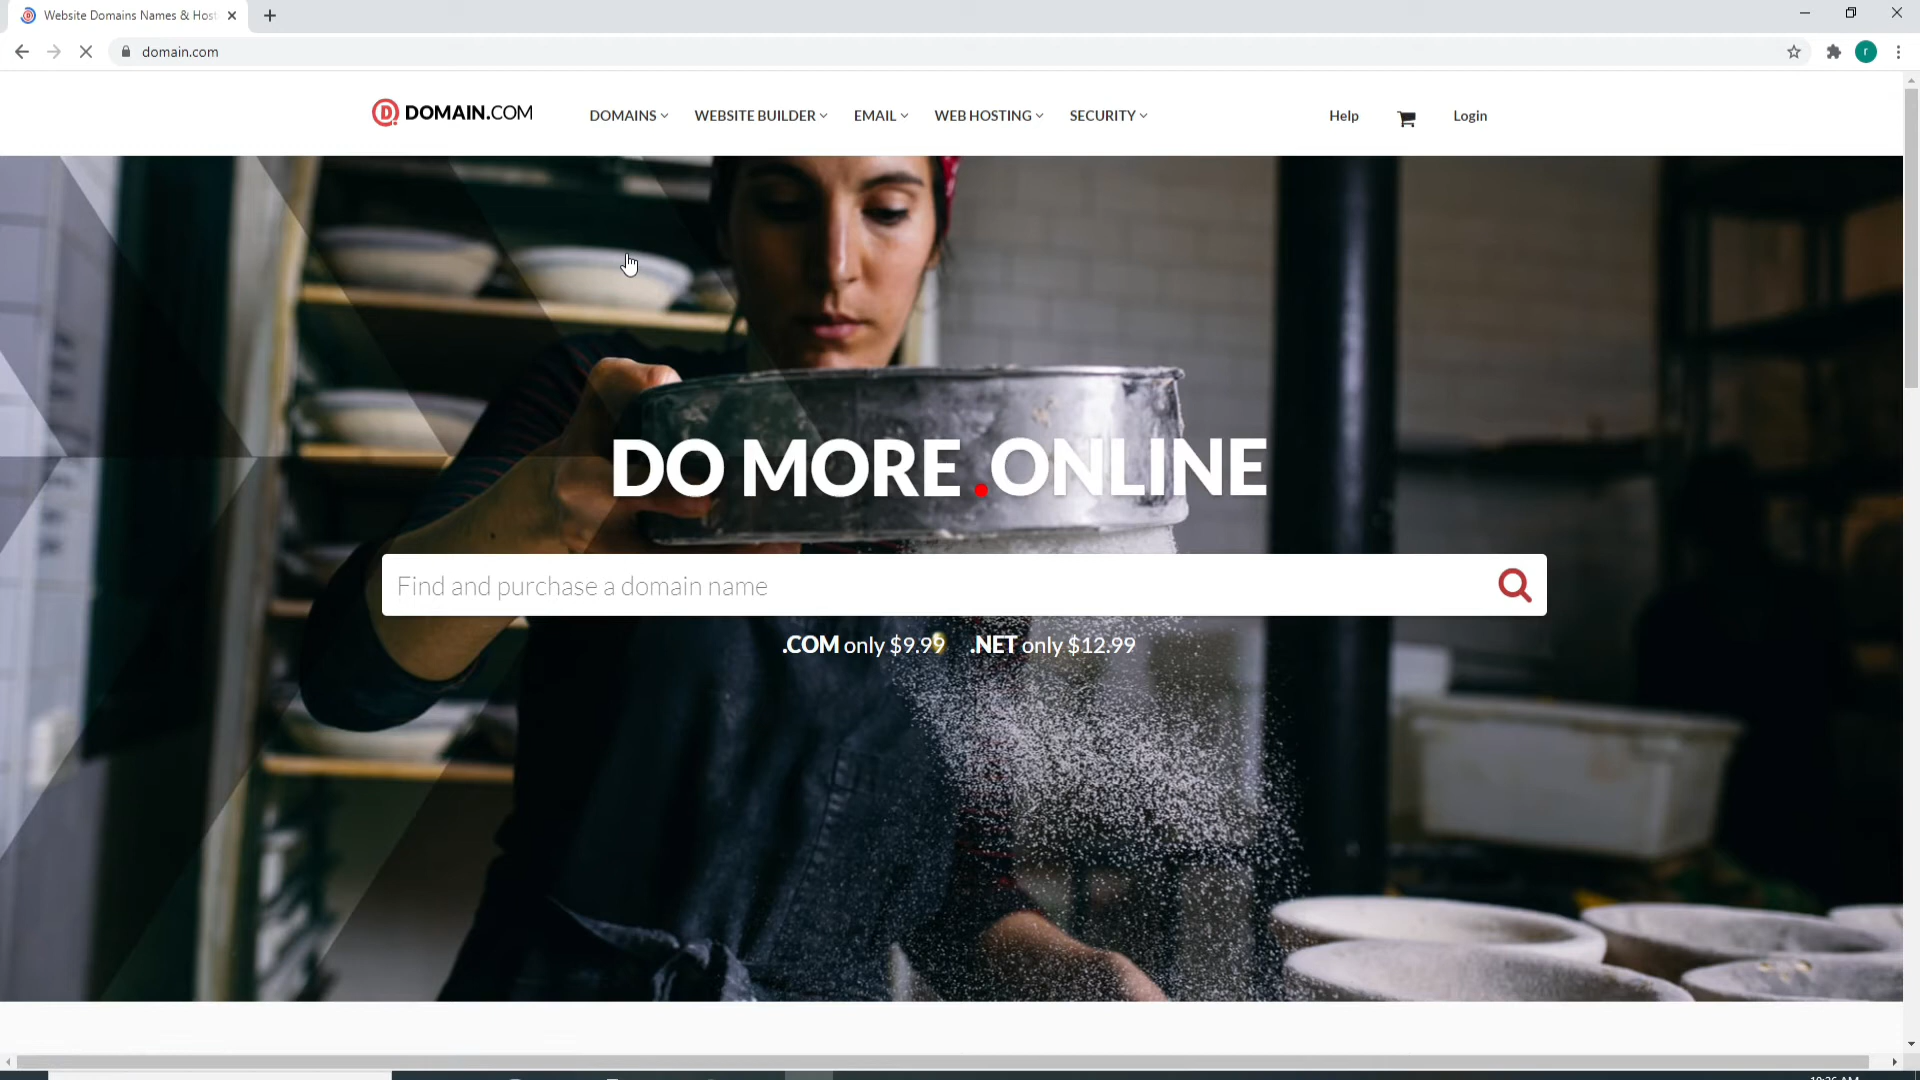 Website Domains Names & Host
domain.com
r
DOMAIN.COM
DOMAINS
WEBSITE BUILDER
EMAIL
WEB HOSTING
SECURITY
Help
Login
DO MORE .ONLINE
Find and purchase a domain name
.COM only $9.99 .NET only $12.99